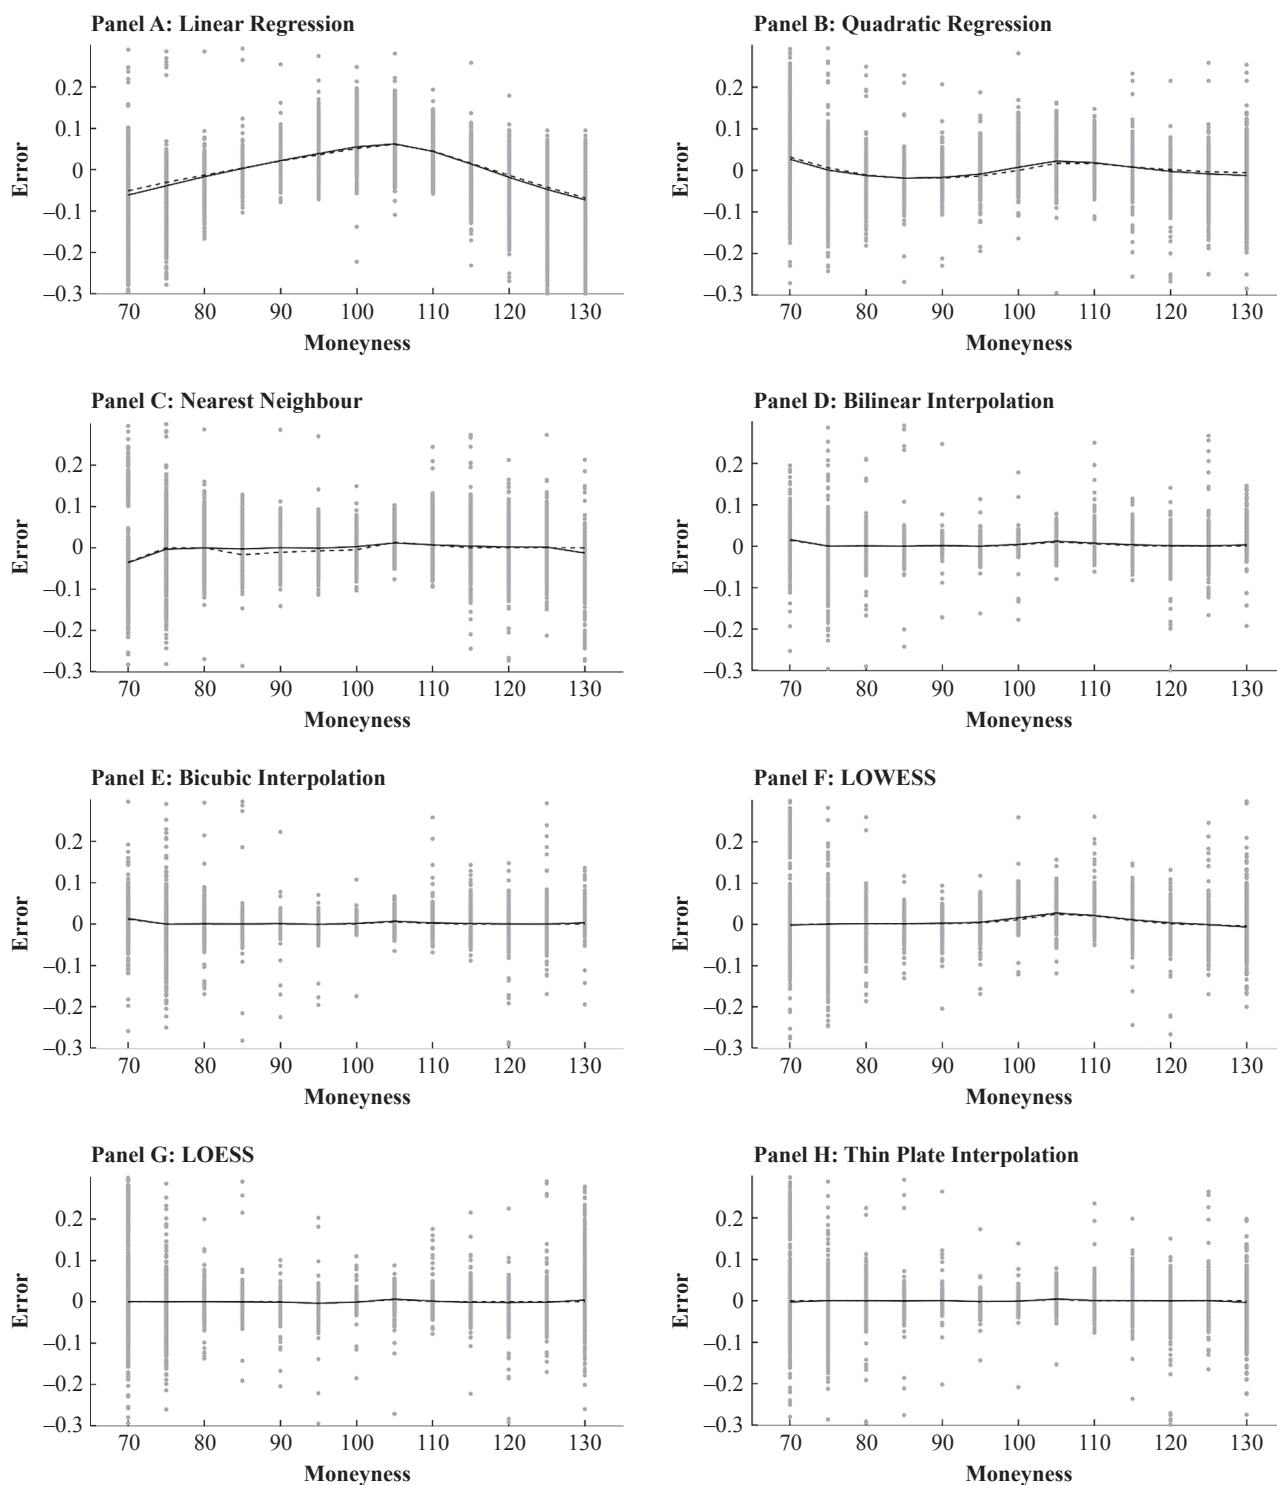 Panel A: Linear Regression
Error
0.2
0.1
0
–0.1
–0.2
–0.3
70 80 90 100 110 120 130
Moneyness
Panel B: Quadratic Regression
Error
0.2
0.1
0
–0.1
–0.2
–0.3
70 80 90 100 110 120 130
Moneyness
Panel C: Nearest Neighbour
Error
0.2
0.1
0
–0.1
–0.2
–0.3
70 80 90 100 110 120 130
Moneyness
Panel D: Bilinear Interpolation
Error
0.2
0.1
0
–0.1
–0.2
–0.3
70 80 90 100 110 120 130
Moneyness
Panel E: Bicubic Interpolation
Error
0.2
0.1
0
–0.1
–0.2
–0.3
70 80 90 100 110 120 130
Moneyness
Panel F: LOWESS
Error
0.2
0.1
0
–0.1
–0.2
–0.3
70 80 90 100 110 120 130
Moneyness
Panel G: LOESS
Error
0.2
0.1
0
–0.1
–0.2
–0.3
70 80 90 100 110 120 130
Moneyness
Panel H: Thin Plate Interpolation
Error
0.2
0.1
0
–0.1
–0.2
–0.3
70 80 90 100 110 120 130
Moneyness